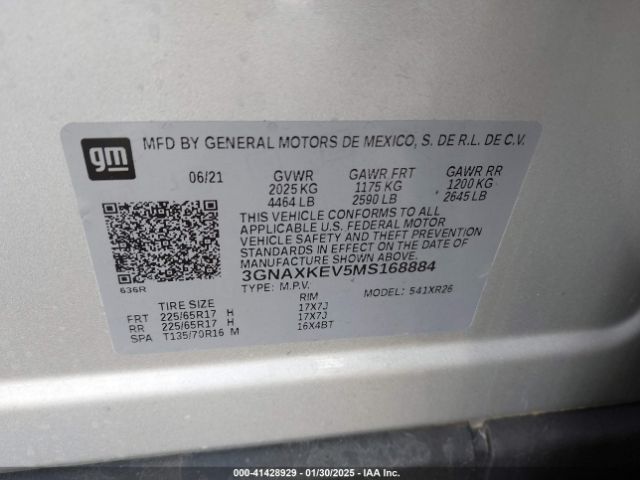 gm
MFD BY GENERAL MOTORS DE MEXICO, S. DE R.L. DE C.V.
06/21 GVWR GAWR FRT GAWR RR
2025 KG 1175 KG 1200 KG
4464 LB 2590 LB 2645 LB
THIS VEHICLE CONFORMS TO ALL
APPLICABLE U.S. FEDERAL MOTOR
VEHICLE SAFETY AND THEFT PREVENTION
STANDARDS IN EFFECT ON THE DATE OF
MANUFACTURE SHOWN ABOVE.
3GNAXKEV5MS168884
636R TYPE: M.P.V. MODEL: 541XR26
TIRE SIZE RIM
FRT 225/65R17 H 17X7J
RR 225/65R17 H 17X7J
SPA T135/70R16 M 16X4BT
000-41428929 - 01/30/2025 - IAA Inc.